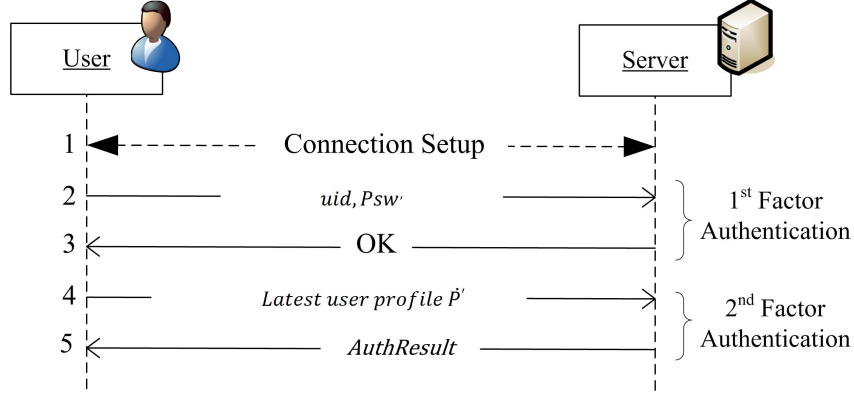 User
Server
1 Connection Setup
2 uid, Psw'
1st Factor
Authentication
3 OK
4 Latest user profile Ṗ′
2nd Factor
Authentication
5 AuthResult